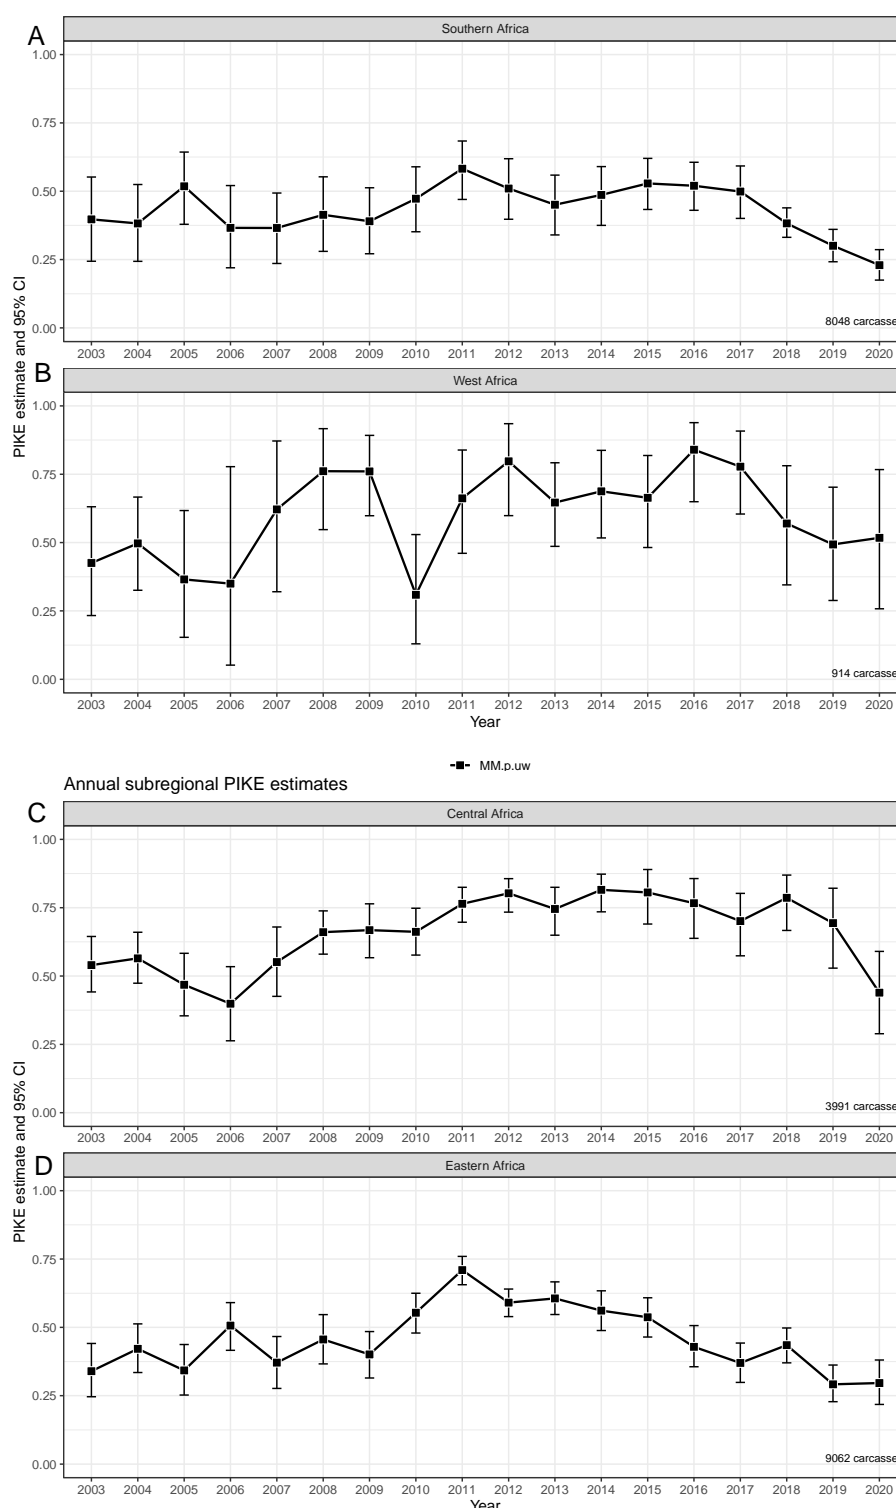 A
Southern Africa
1.00
0.75
0.50
0.25
0.00
8048 carcasse
2003 2004 2005 2006 2007 2008 2009 2010 2011 2012 2013 2014 2015 2016 2017 2018 2019 2020
PIKE estimate and 95% CI
B
West Africa
1.00
0.75
0.50
0.25
0.00
914 carcasse
2003 2004 2005 2006 2007 2008 2009 2010 2011 2012 2013 2014 2015 2016 2017 2018 2019 2020
Year
MM.p.uw
Annual subregional PIKE estimates
C
Central Africa
1.00
0.75
0.50
0.25
0.00
3991 carcasse
2003 2004 2005 2006 2007 2008 2009 2010 2011 2012 2013 2014 2015 2016 2017 2018 2019 2020
PIKE estimate and 95% CI
D
Eastern Africa
1.00
0.75
0.50
0.25
0.00
9062 carcasse
2003 2004 2005 2006 2007 2008 2009 2010 2011 2012 2013 2014 2015 2016 2017 2018 2019 2020
Year